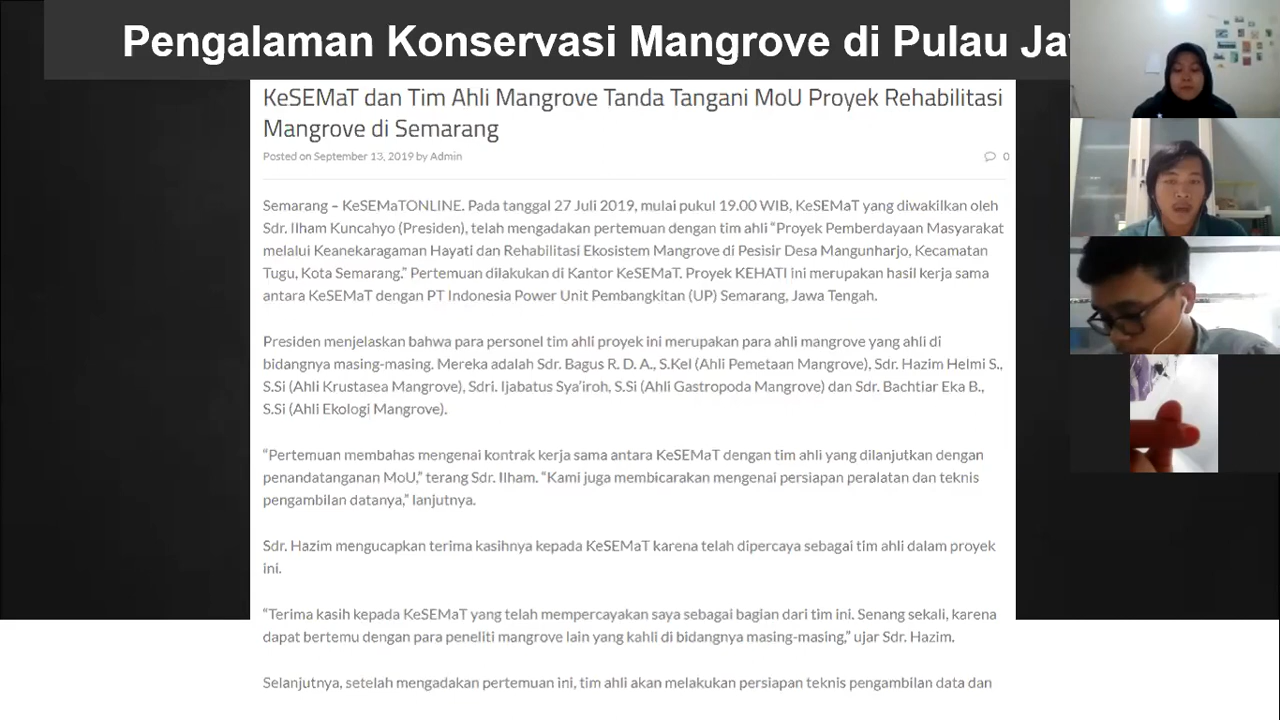 Pengalaman Konservasi Mangrove di Pulau
KeSEMaT dan Tim Ahli Mangrove Tanda Tangani MoU Proyek Rehabilitasi
Mangrove di Semarang
Posted on September 13, 2019 by Admin
0
Semarang – KeSEMaTONLINE. Pada tanggal 27 Juli 2019, mulai pukul 19.00 WIB, KeSEMaT yang diwakilkan oleh
Sdr. Ilham Kuncahyo (Presiden), telah mengadakan pertemuan dengan tim ahli “Proyek Pemberdayaan Masyarakat
melalui Keanekaragaman Hayati dan Rehabilitasi Ekosistem Mangrove di Pesisir Desa Mangunharjo, Kecamatan
Tugu, Kota Semarang.” Pertemuan dilakukan di Kantor KeSEMaT. Proyek KEHATI ini merupakan hasil kerja sama
antara KeSEMaT dengan PT Indonesia Power Unit Pembangkitan (UP) Semarang, Jawa Tengah.
Presiden menjelaskan bahwa para personel tim ahli proyek ini merupakan para ahli mangrove yang ahli di
bidangnya masing-masing. Mereka adalah Sdr. Bagus R. D. A., S.Kel (Ahli Pemetaan Mangrove), Sdr. Hazim Helmi S.,
S.Si (Ahli Krustasea Mangrove), Sdri. Ijabatus Sya’iroh, S.Si (Ahli Gastropoda Mangrove) dan Sdr. Bachtiar Eka B.,
S.Si (Ahli Ekologi Mangrove).
“Pertemuan membahas mengenai kontrak kerja sama antara KeSEMaT dengan tim ahli yang dilanjutkan dengan
penandatanganan MoU,” terang Sdr. Ilham. “Kami juga membicarakan mengenai persiapan peralatan dan teknis
pengambilan datanya,” lanjutnya.
Sdr. Hazim mengucapkan terima kasihnya kepada KeSEMaT karena telah dipercaya sebagai tim ahli dalam proyek
ini.
“Terima kasih kepada KeSEMaT yang telah mempercayakan saya sebagai bagian dari tim ini. Senang sekali, karena
dapat bertemu dengan para peneliti mangrove lain yang kahli di bidangnya masing-masing,” ujar Sdr. Hazim.
Selanjutnya, setelah mengadakan pertemuan ini, tim ahli akan melakukan persiapan teknis pengambilan data dan